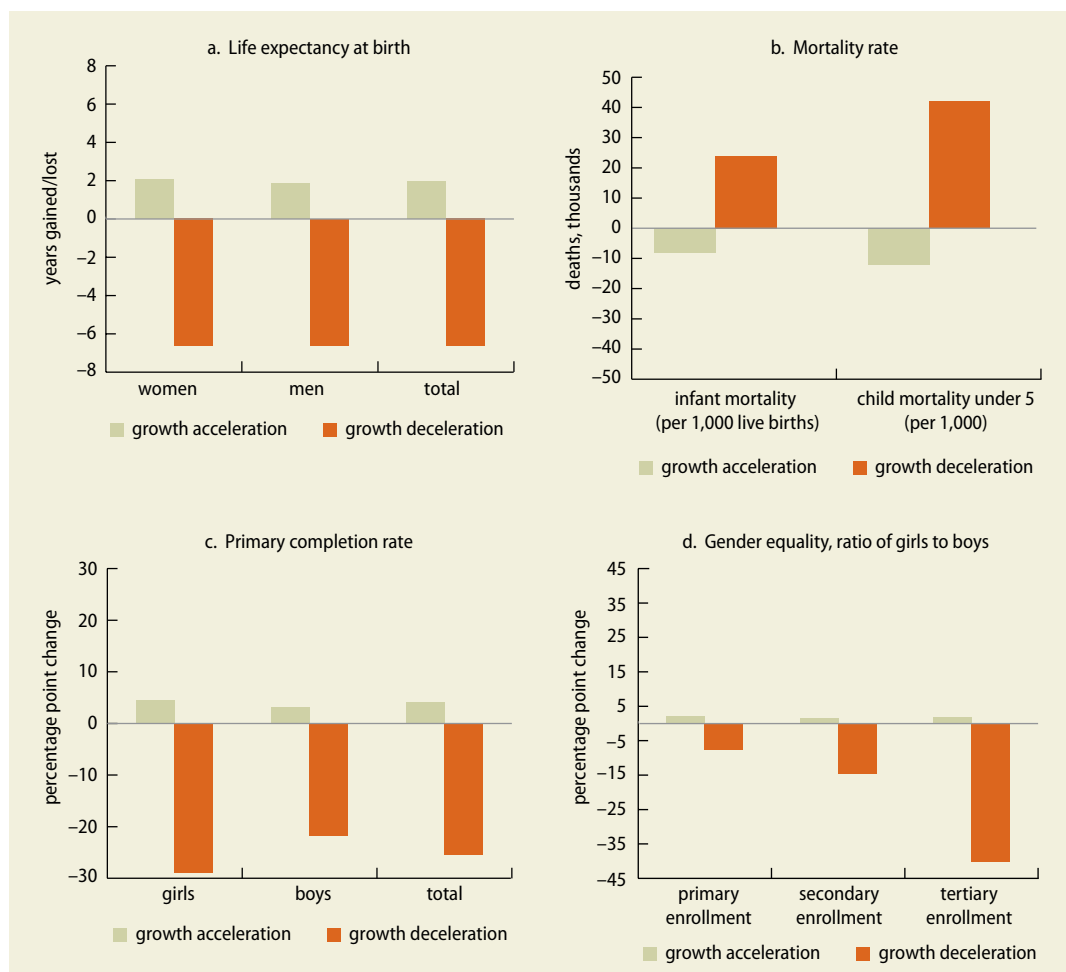 a. Life expectancy at birth
years gained/lost
8
6
4
2
0
–2
–4
–6
–8
women men total
growth acceleration growth deceleration
b. Mortality rate
deaths, thousands
50
40
30
20
10
0
–10
–20
–30
–40
–50
infant mortality child mortality under 5
(per 1,000 live births) (per 1,000)
growth acceleration growth deceleration
c. Primary completion rate
percentage point change
30
20
10
0
–10
–20
–30
girls boys total
growth acceleration growth deceleration
d. Gender equality, ratio of girls to boys
percentage point change
45
35
25
15
5
–5
–15
–25
–35
–45
primary secondary tertiary
enrollment enrollment enrollment
growth acceleration growth deceleration